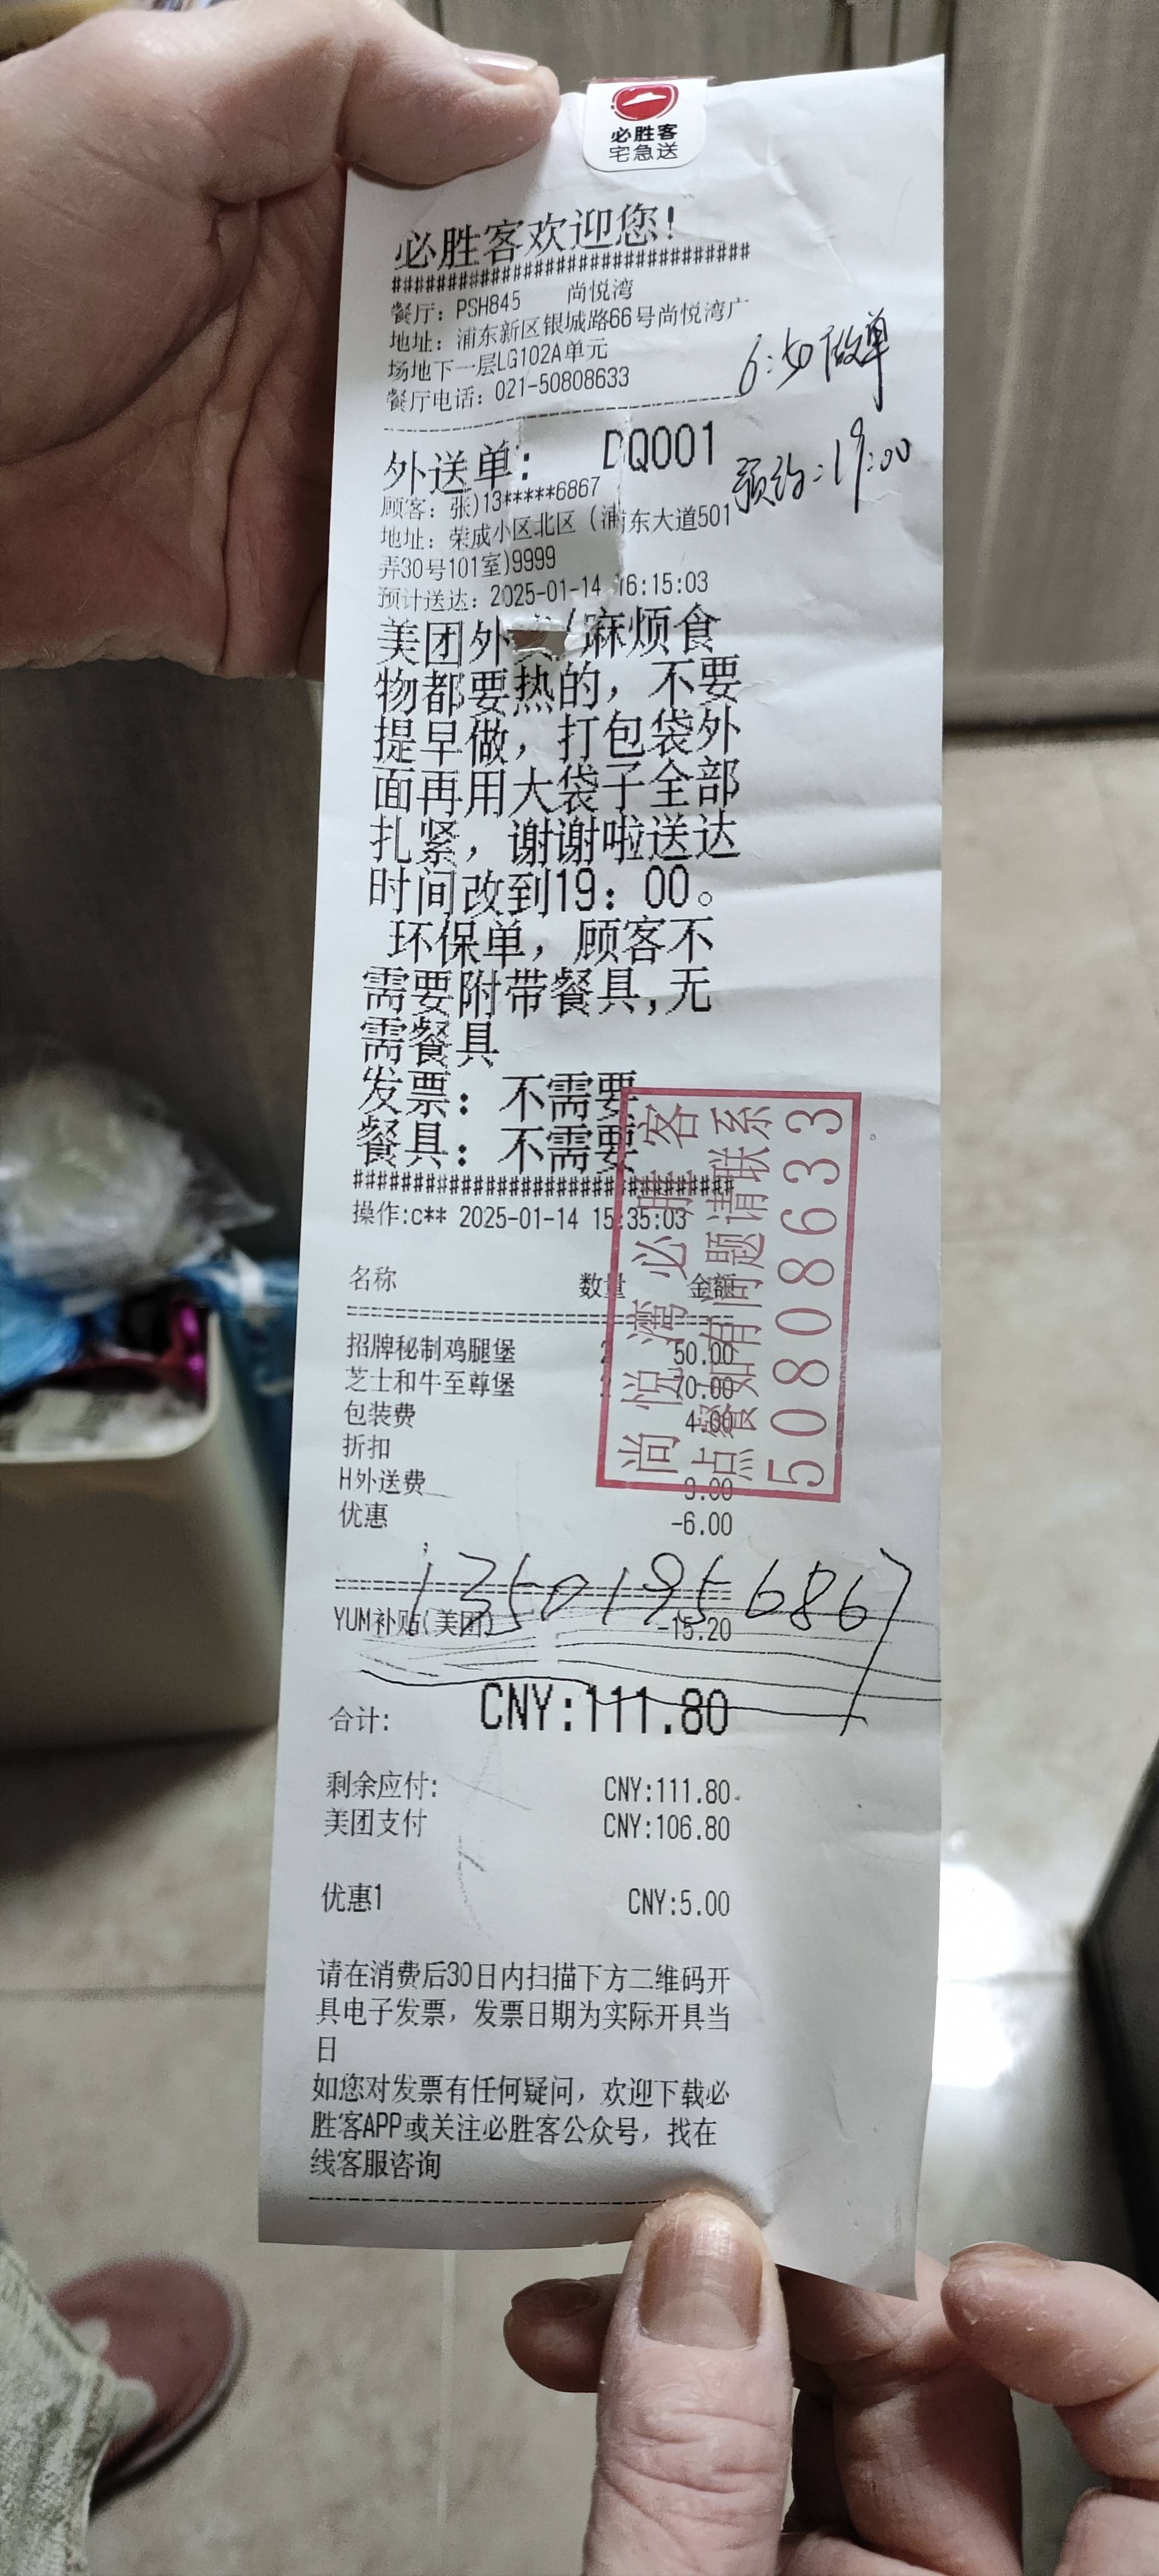 必胜客
宅急送
必胜客欢迎您!
################################
餐厅: PSH845 尚悦湾
地址: 浦东新区银城路66号尚悦湾广
场地下一层LG102A单元
餐厅电话: 021-50808633
6:50做单
外送单: DQ001
预约:19:00
顾客: 张)13*****6867
地址: 荣成小区北区 (浦东大道501
弄30号101室)9999
预计送达: 2025-01-14 16:15:03
美团外 /麻烦食
物都要热的, 不要
提早做, 打包袋外
面再用大袋子全部
扎紧, 谢谢啦送达
时间改到19: 00。
环保单, 顾客不
需要附带餐具,无
需餐具
发票: 不需要
餐具: 不需要
################################
操作:c** 2025-01-14 15:35:03
名称 数量 金额
招牌秘制鸡腿堡 2 50.00
芝士和牛至尊堡 2 70.00
包装费 4.00
折扣
H外送费 3.00
优惠 -6.00
尚悦湾必胜客
点餐如有问题请联系
50808633
13501956867
YUM补贴(美团) -15.20
合计: CNY:111.80
剩余应付: CNY:111.80
美团支付 CNY:106.80
优惠1 CNY:5.00
请在消费后30日内扫描下方二维码开
具电子发票, 发票日期为实际开具当
日
如您对发票有任何疑问, 欢迎下载必
胜客APP或关注必胜客公众号, 找在
线客服咨询